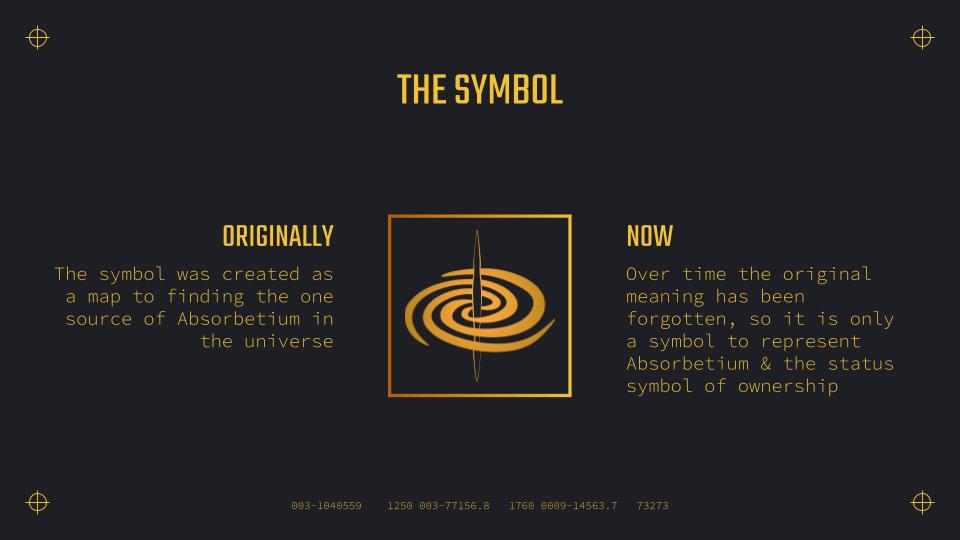 THE SYMBOL
ORIGINALLY
The symbol was created as
a map to finding the one
source of Absorbetium in
the universe
NOW
Over time the original
meaning has been
forgotten, so it is only
a symbol to represent
Absorbetium & the status
symbol of ownership
003-1040559 1250 003-77156.8 1760 0009-14563.7 73273